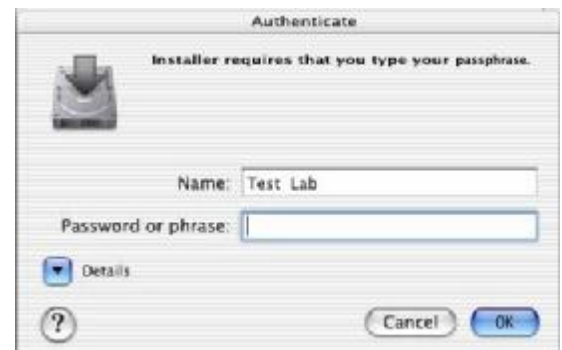 Authenticate
Installer requires that you type your passphrase.
Name: Test Lab
Password or phrase:
Details
?
Cancel OK